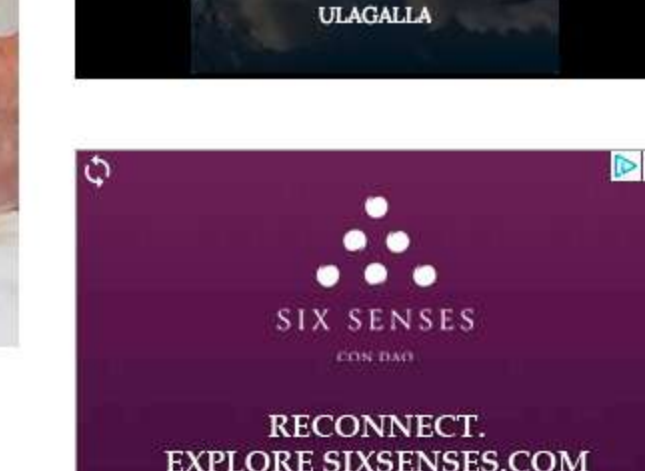 ULAGALLA
SIX SENSES
CON DAO
RECONNECT.
EXPLORE SIXSENSES.COM